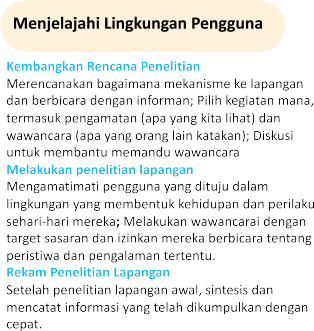 Menjelajahi Lingkungan Pengguna
Kembangkan Rencana Penelitian
Merencanakan bagaimana mekanisme ke lapangan
dan berbicara dengan informan; Pilih kegiatan mana,
termasuk pengamatan (apa yang kita lihat) dan
wawancara (apa yang orang lain katakan); Diskusi
untuk membantu memandu wawancara
Melakukan penelitian lapangan
Mengamatimati pengguna yang dituju dalam
lingkungan yang membentuk kehidupan dan perilaku
sehari-hari mereka; Melakukan wawancarai dengan
target sasaran dan izinkan mereka berbicara tentang
peristiwa dan pengalaman tertentu.
Rekam Penelitian Lapangan
Setelah penelitian lapangan awal, sintesis dan
mencatat informasi yang telah dikumpulkan dengan
cepat.